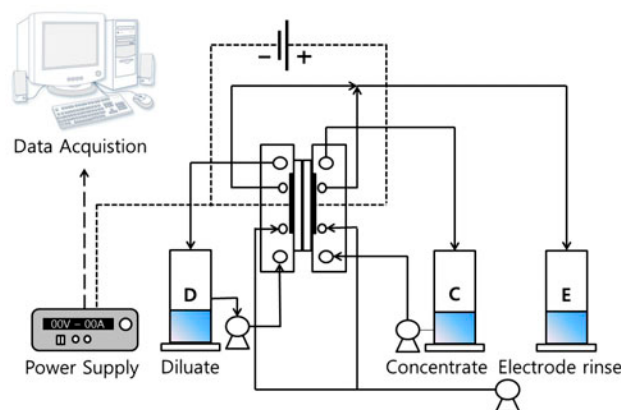 − +
Data Acquistion
D
C
E
00V − 00A
Power Supply
Diluate
Concentrate
Electrode rinse